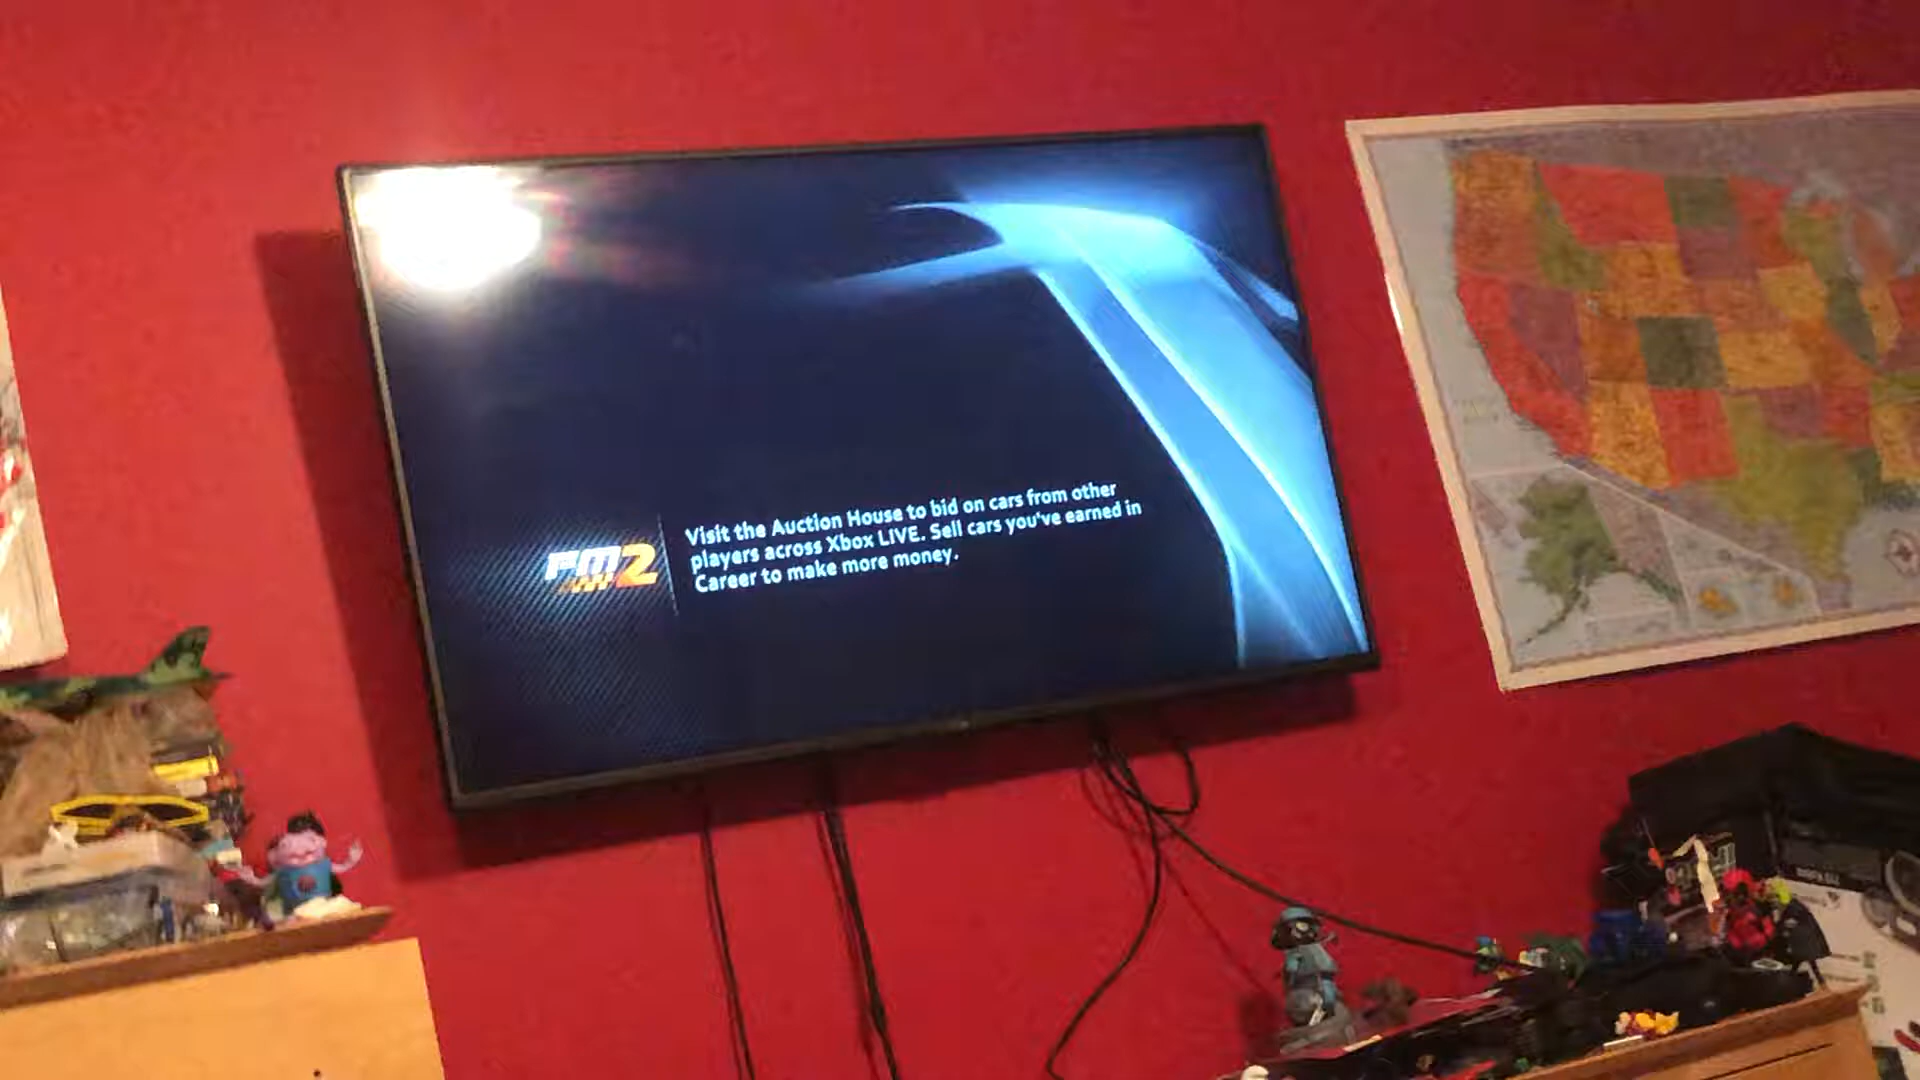 FM2
Visit the Auction House to bid on cars from other
players across Xbox LIVE. Sell cars you've earned in
Career to make more money.